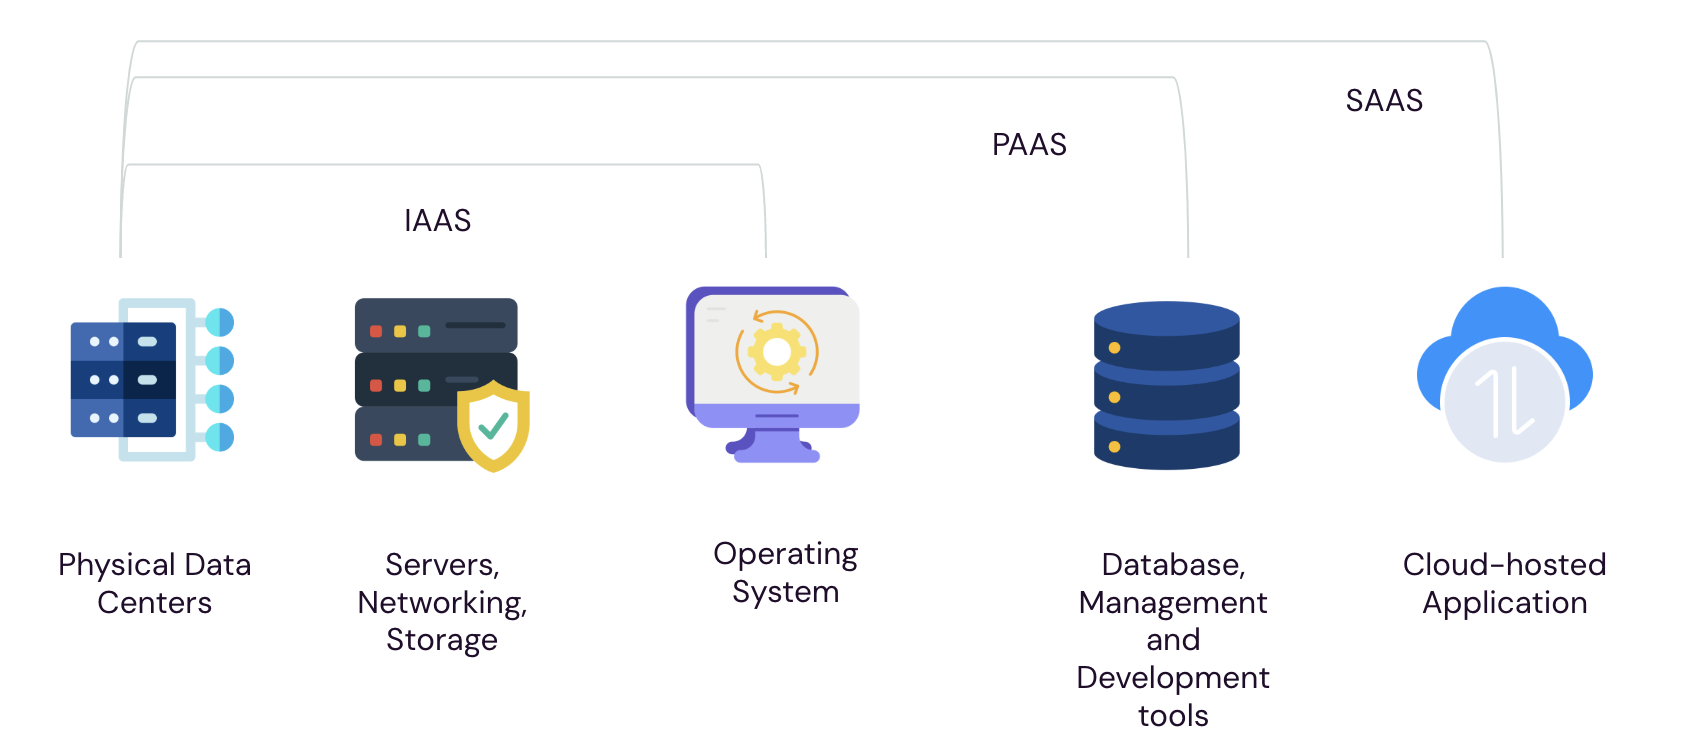 SAAS
PAAS
IAAS
Physical Data
Centers
Servers,
Networking,
Storage
Operating
System
Database,
Management
and
Development
tools
Cloud-hosted
Application